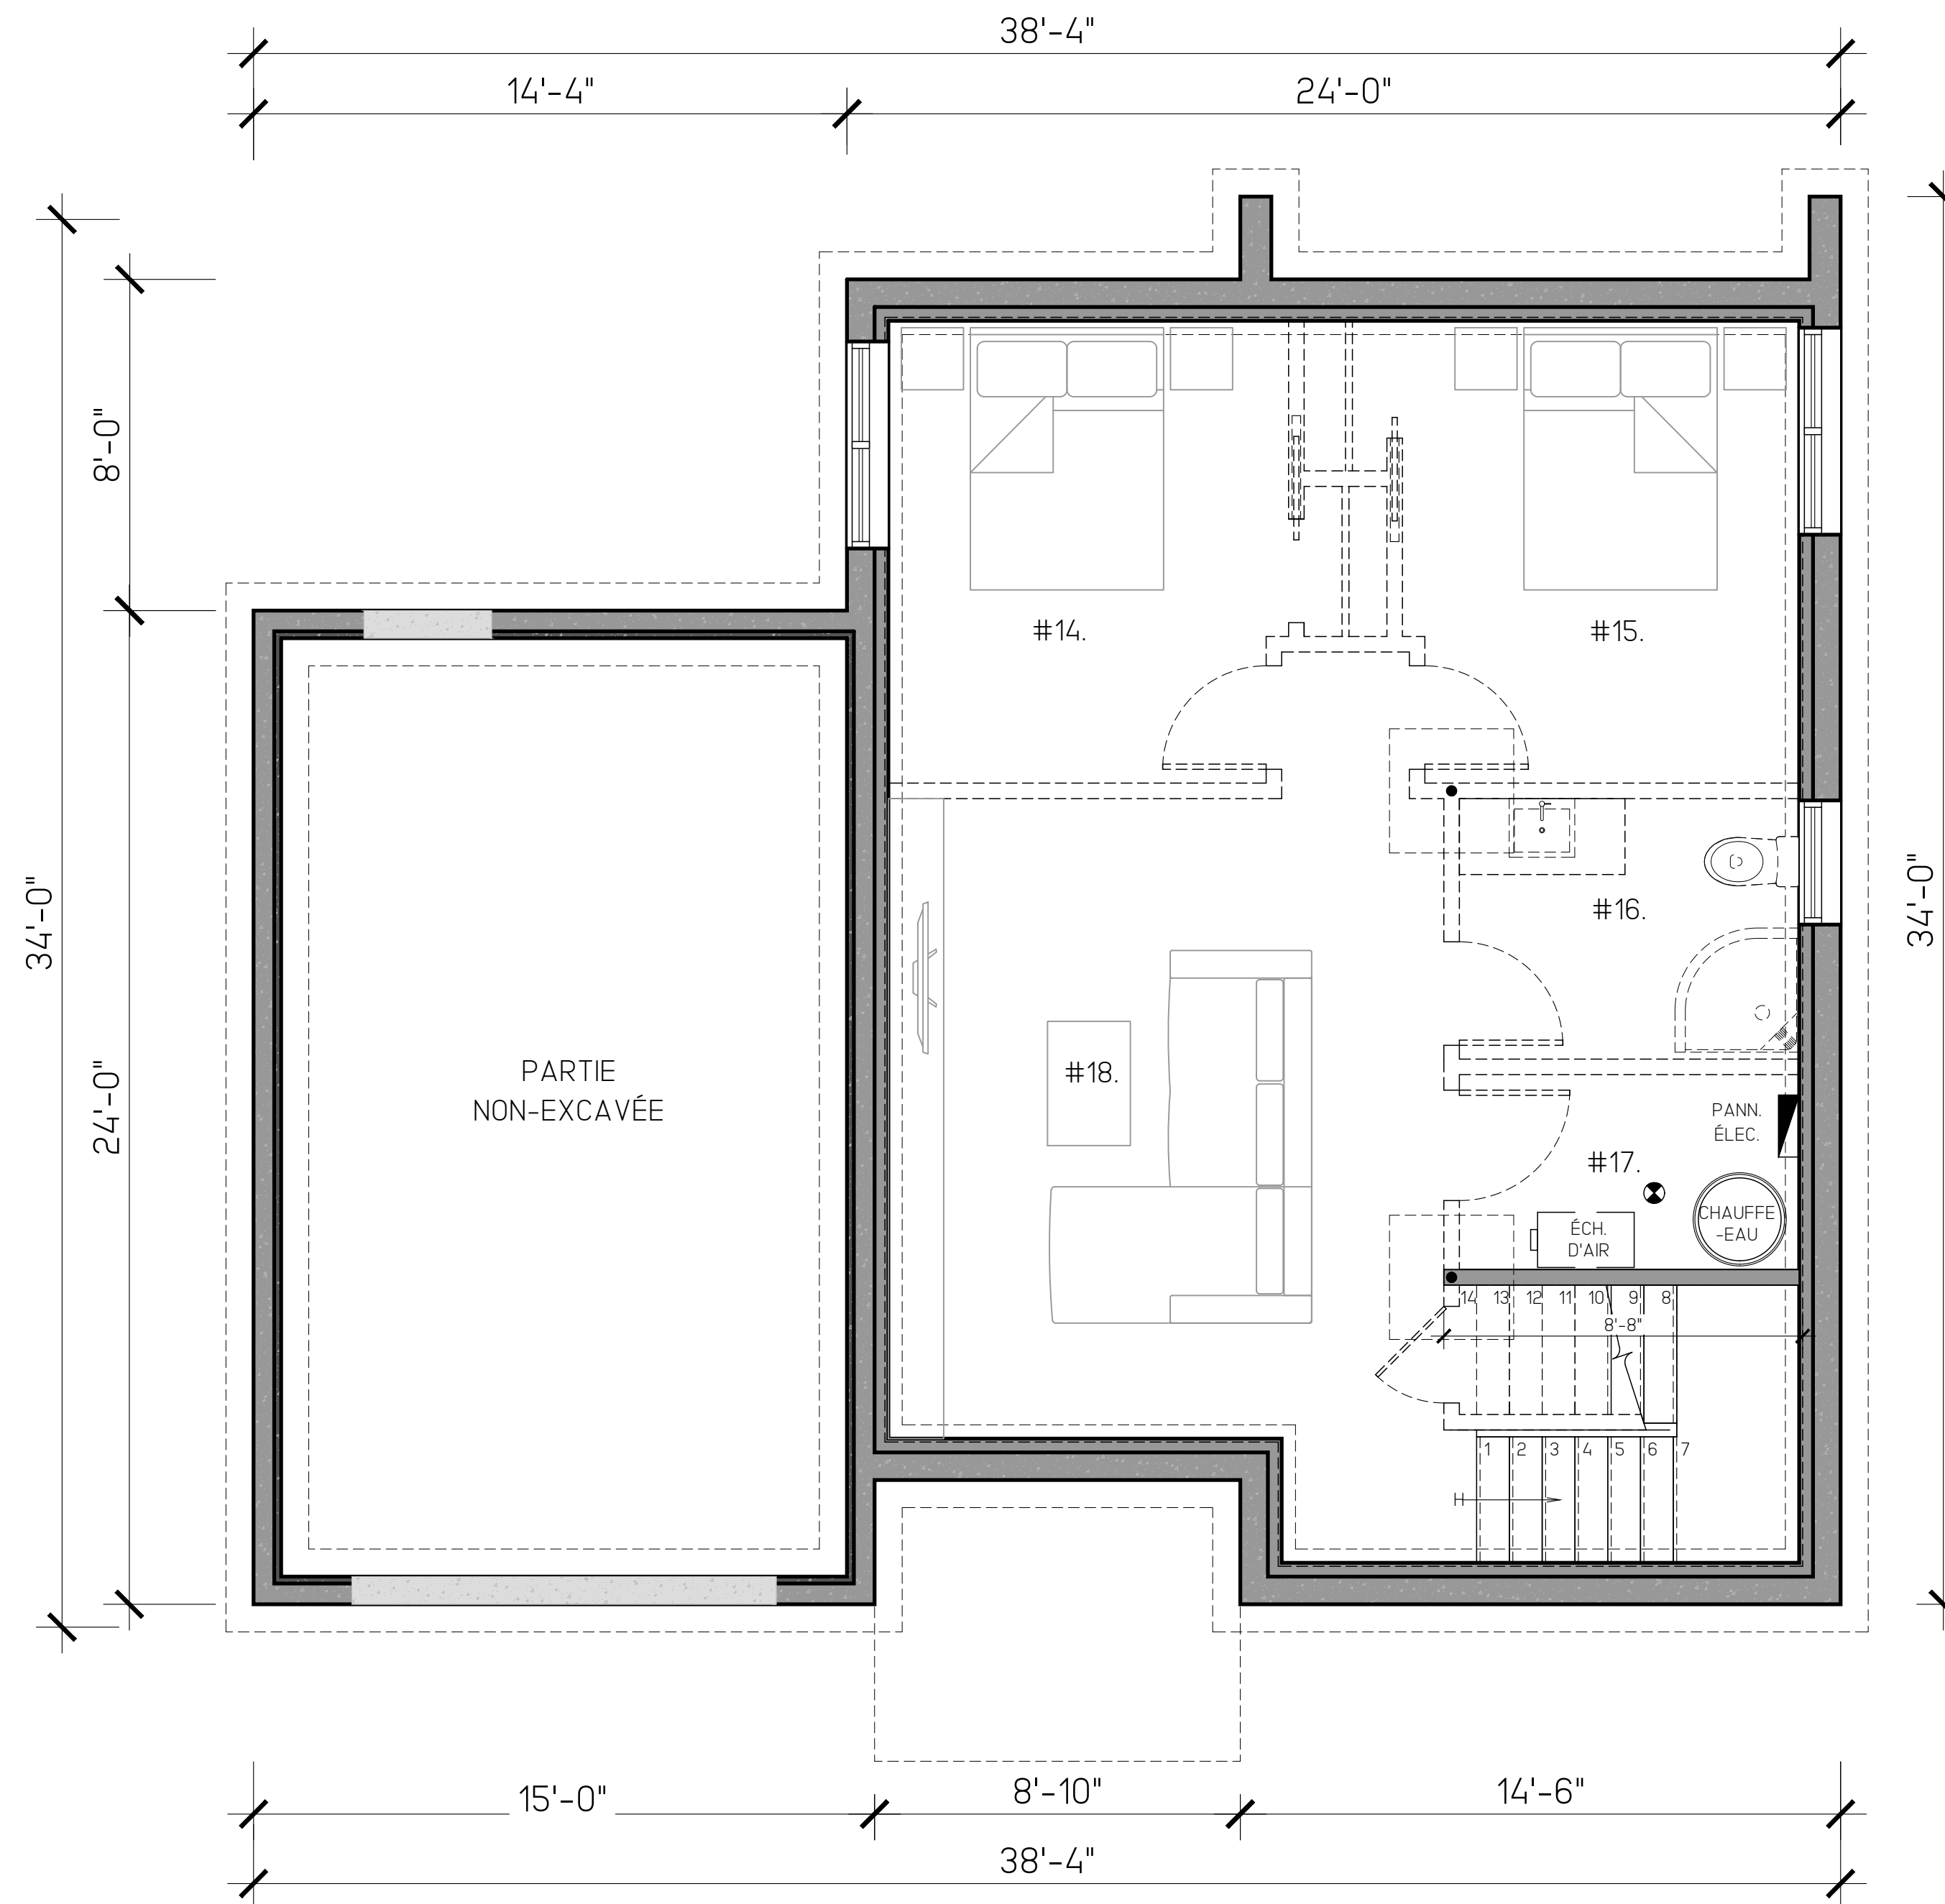 38'-4"
14'-4"
24'-0"
8'-0"
34'-0"
24'-0"
34'-0"
#14.
#15.
#16.
#18.
PARTIE
NON-EXCAVÉE
PANN.
ÉLEC.
#17.
CHAUFFE
-EAU
ÉCH.
D'AIR
14 13 12 11 10 9 8
8'-8"
1 2 3 4 5 6 7
H
15'-0"
8'-10"
14'-6"
38'-4"